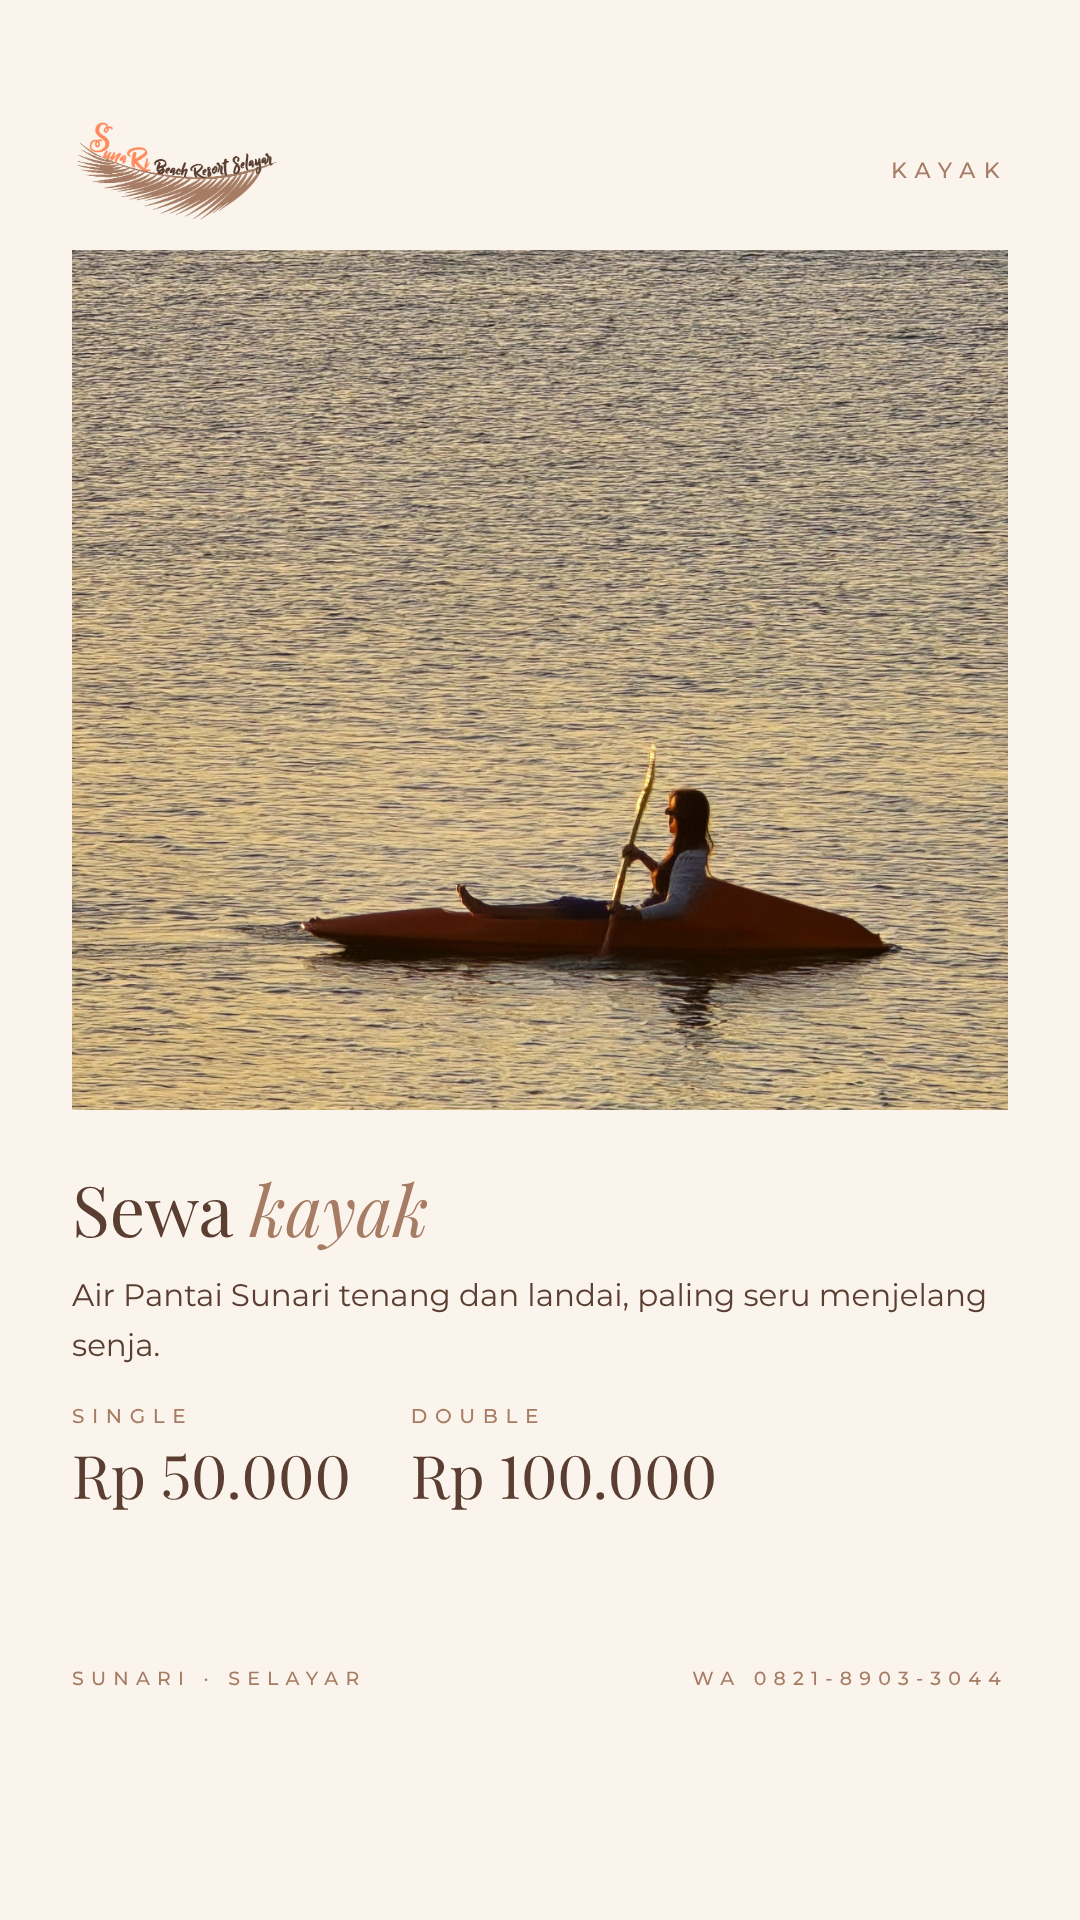 SunaRi Beach Resort Selayar
KAYAK
Sewa kayak
Air Pantai Sunari tenang dan landai, paling seru menjelang
senja.
SINGLE DOUBLE
Rp 50.000 Rp 100.000
SUNARI · SELAYAR WA 0821-8903-3044